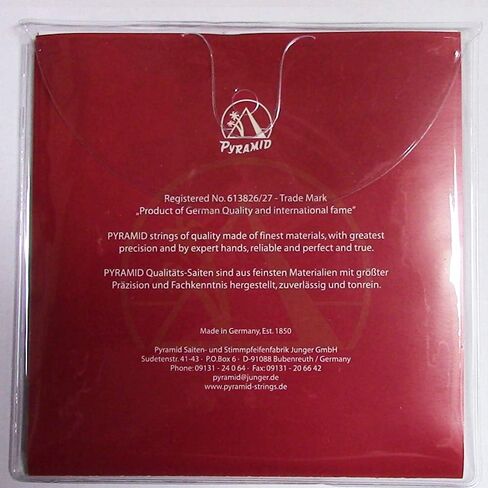 PYRAMID
Registered No. 613826/27 - Trade Mark
„Product of German Quality and international fame“
PYRAMID strings of quality made of finest materials, with greatest
precision and by expert hands, reliable and perfect and true.
PYRAMID Qualitäts-Saiten sind aus feinsten Materialien mit größter
Präzision und Fachkenntnis hergestellt, zuverlässig und tonrein.
Made in Germany, Est. 1850
Pyramid Saiten- und Stimmpfeifenfabrik Junger GmbH
Sudetenstr. 41-43 · P.O.Box 6 · D-91088 Bubenreuth / Germany
Phone: 09131 - 24 0 64 · Fax: 09131 - 20 66 42
pyramid@junger.de
www.pyramid-strings.de